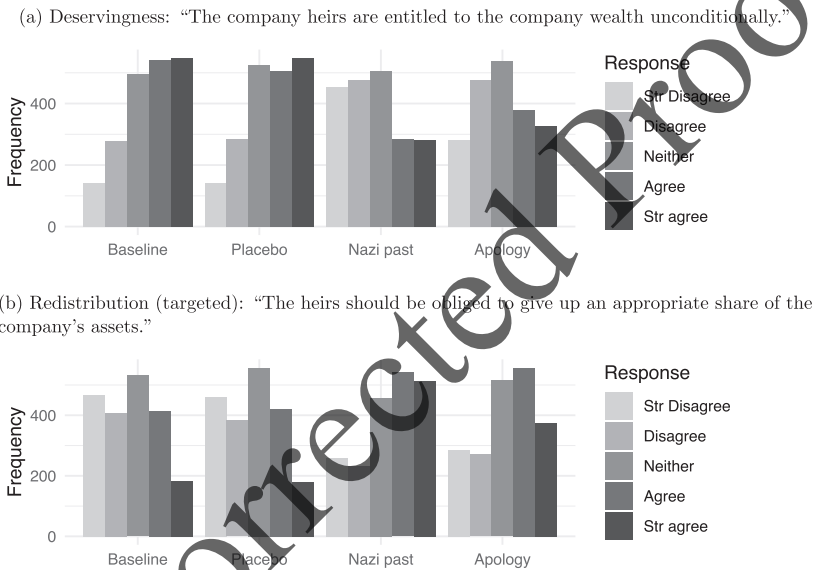 (a) Deservingness: “The company heirs are entitled to the company wealth unconditionally.”
Response
Str Disagree
Disagree
Neither
Agree
Str agree
Frequency
400
200
0
Baseline Placebo Nazi past Apology
(b) Redistribution (targeted): “The heirs should be obliged to give up an appropriate share of the
company’s assets.”
Response
Str Disagree
Disagree
Neither
Agree
Str agree
Frequency
400
200
0
Baseline Placebo Nazi past Apology
orrected Proo